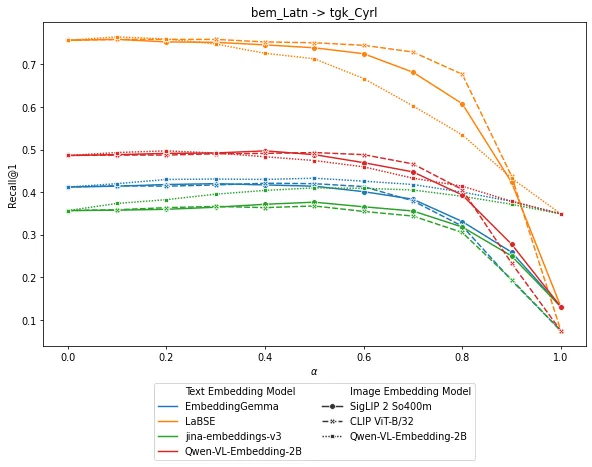 bem_Latn -> tgk_Cyrl
Recall@1
0.7
0.6
0.5
0.4
0.3
0.2
0.1
0.0 0.2 0.4 0.6 0.8 1.0
α
Text Embedding Model
EmbeddingGemma
LaBSE
jina-embeddings-v3
Qwen-VL-Embedding-2B
Image Embedding Model
SigLIP 2 So400m
CLIP ViT-B/32
Qwen-VL-Embedding-2B